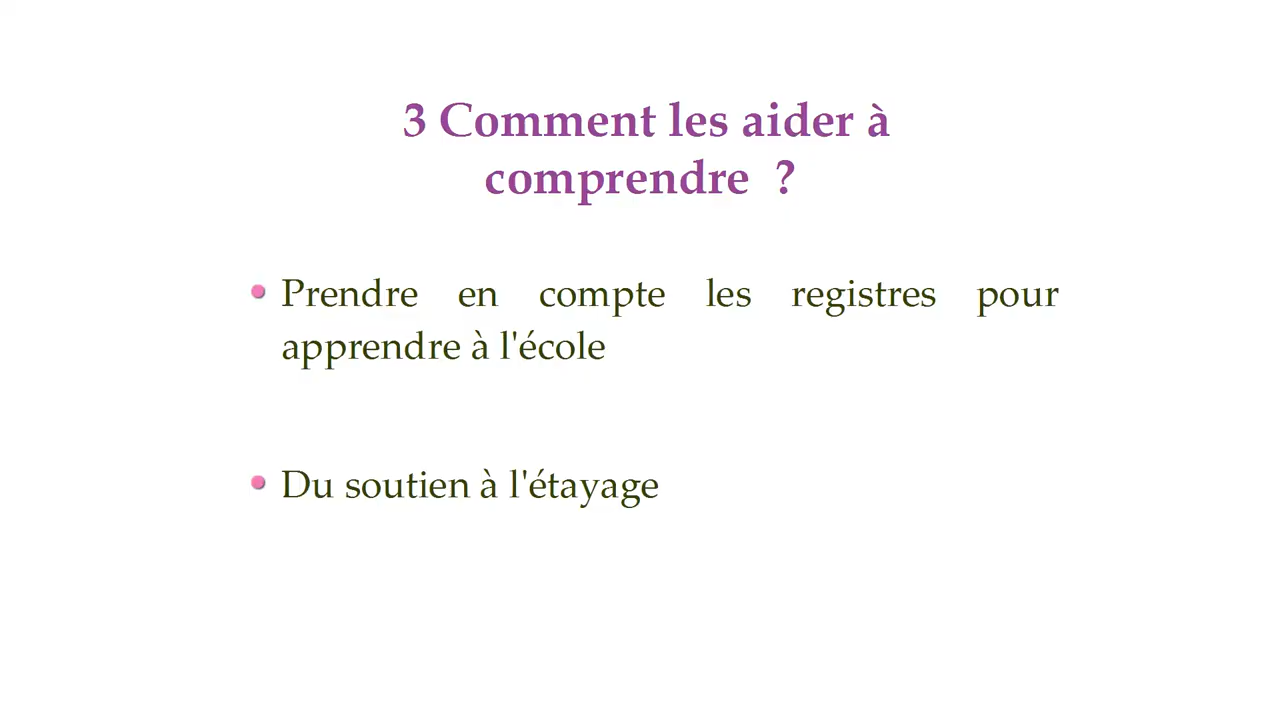 3 Comment les aider à
comprendre ?
• Prendre en compte les registres pour
apprendre à l'école
• Du soutien à l'étayage